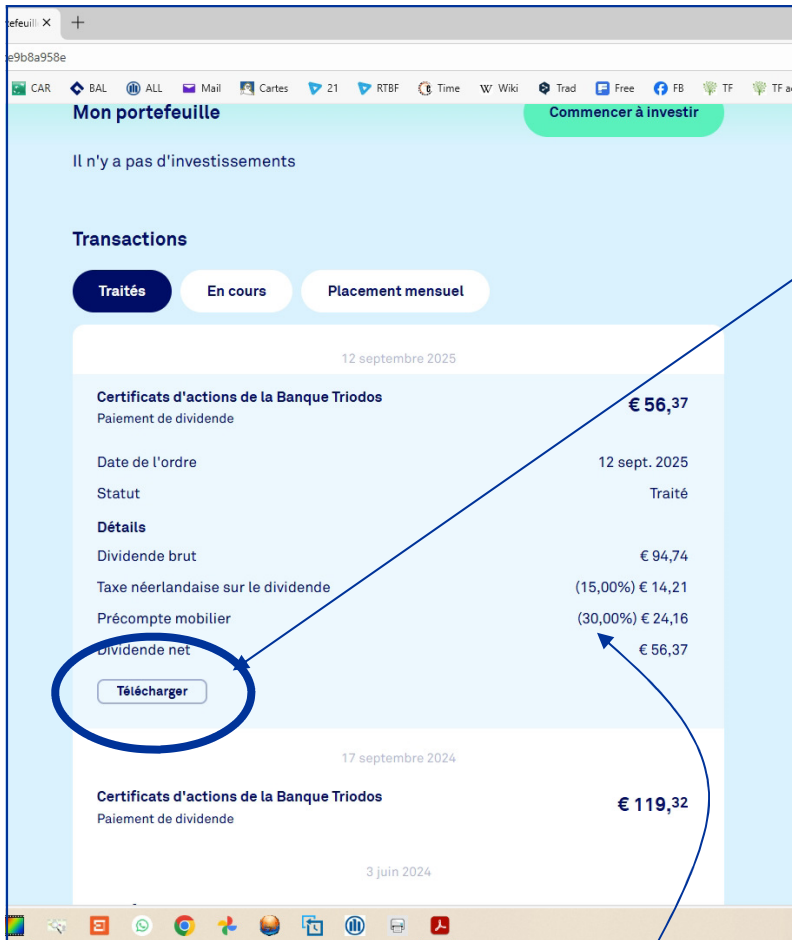 tefeuill
e9b8a958e
CAR BAL ALL Mail Cartes 21 RTBF Time W Wiki Trad Free FB TF TF a
Mon portefeuille
Commencer à investir
Il n'y a pas d'investissements
Transactions
Traités En cours Placement mensuel
12 septembre 2025
Certificats d'actions de la Banque Triodos
€ 56,37
Paiement de dividende
Date de l'ordre 12 sept. 2025
Statut Traité
Détails
Dividende brut € 94,74
Taxe néerlandaise sur le dividende (15,00%) € 14,21
Précompte mobilier (30,00%) € 24,16
Dividende net € 56,37
Télécharger
17 septembre 2024
Certificats d'actions de la Banque Triodos
€ 119,32
Paiement de dividende
3 juin 2024